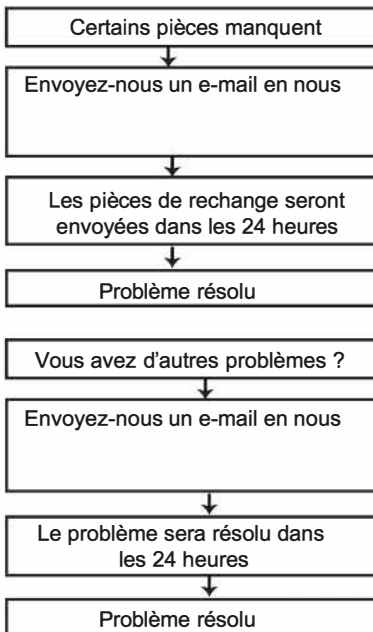 Certains pièces manquent
Envoyez-nous un e-mail en nous
Les pièces de rechange seront
envoyées dans les 24 heures
Problème résolu
Vous avez d'autres problèmes ?
Envoyez-nous un e-mail en nous
Le problème sera résolu dans
les 24 heures
Problème résolu